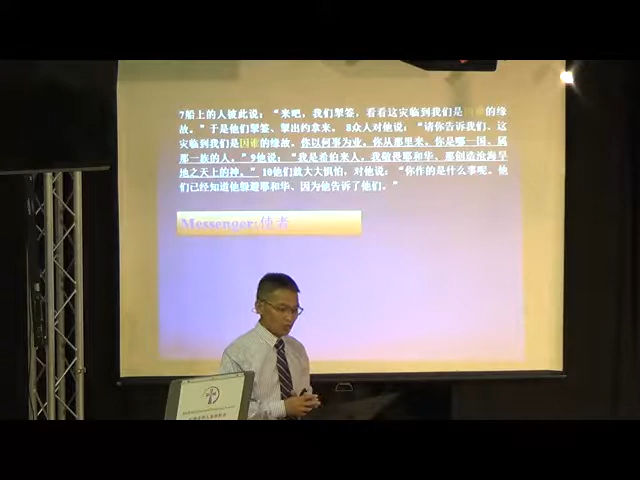 7船上的人彼此说：“来吧，我们掣签，看看这灾临到我们是因谁的缘
故。”于是他们掣签、掣出约拿来。 8众人对他说：“请你告诉我们、这
灾临到我们是因谁的缘故。你以何事为业，你从那里来，你是哪一国、属
那一族的人。”9他说：“我是希伯来人，我敬畏耶和华、那创造沧海旱
地之天上的神。”10他们就大大惧怕，对他说：“你作的是什么事呢。他
们已经知道他躲避耶和华、因为他告诉了他们。”
Messenger:使者